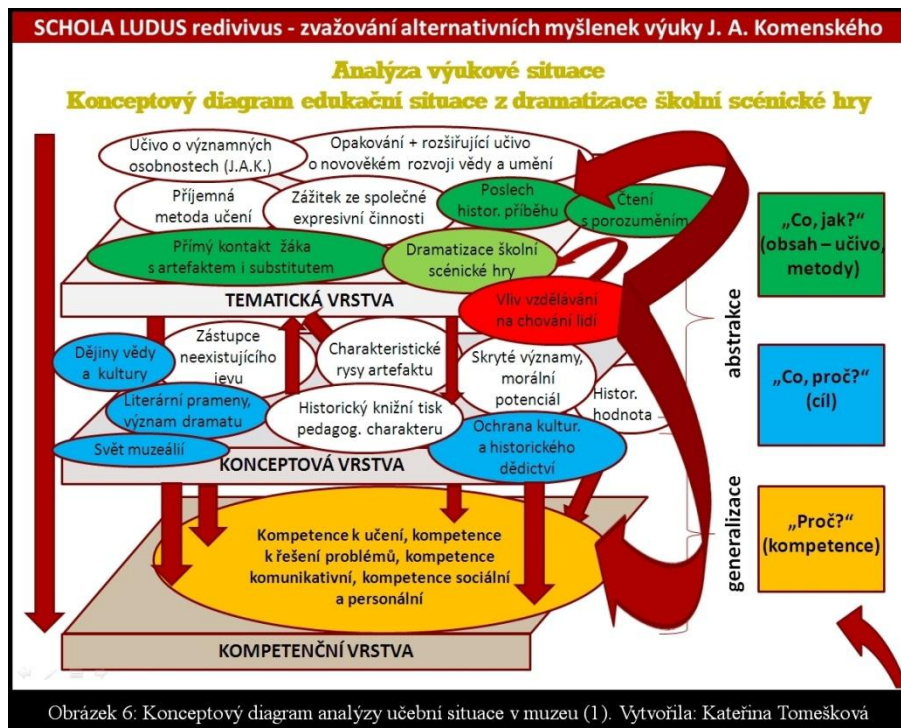 SCHOLA LUDUS redivivus - zvažování alternativních myšlenek výuky J. A. Komenského
Analýza výukové situace
Konceptový diagram edukační situace z dramatizace školní scénické hry
Učivo o významných
osobnostech (J.A.K.)
Opakování + rozšiřující učivo
o novověkém rozvoji vědy a umění
Příjemná
metoda učení
Zážitek ze společné
expresivní činnosti
Poslech
histor. příběhu
Čtení
s porozuměním
Přímý kontakt žáka
s artefaktem i substitutem
Dramatizace školní
scénické hry
TEMATICKÁ VRSTVA
Vliv vzdělávání
na chování lidí
Dějiny vědy
a kultury
Zástupce
neexistujícího
jevu
Charakteristické
rysy artefaktu
Skryté významy,
morální
potenciál
Histor.
hodnota
Literární prameny,
význam dramatu
Historický knižní tisk
pedagog. charakteru
Ochrana kultur.
a historického
dědictví
Svět muzeálií
KONCEPTOVÁ VRSTVA
Kompetence k učení, kompetence
k řešení problémů, kompetence
komunikativní, kompetence sociální
a personální
KOMPETENČNÍ VRSTVA
abstrakce
generalizace
„Co, jak?“
(obsah – učivo,
metody)
„Co, proč?“
(cíl)
„Proč?“
(kompetence)
Obrázek 6: Konceptový diagram analýzy učební situace v muzeu (1). Vytvořila: Kateřina Tomešková